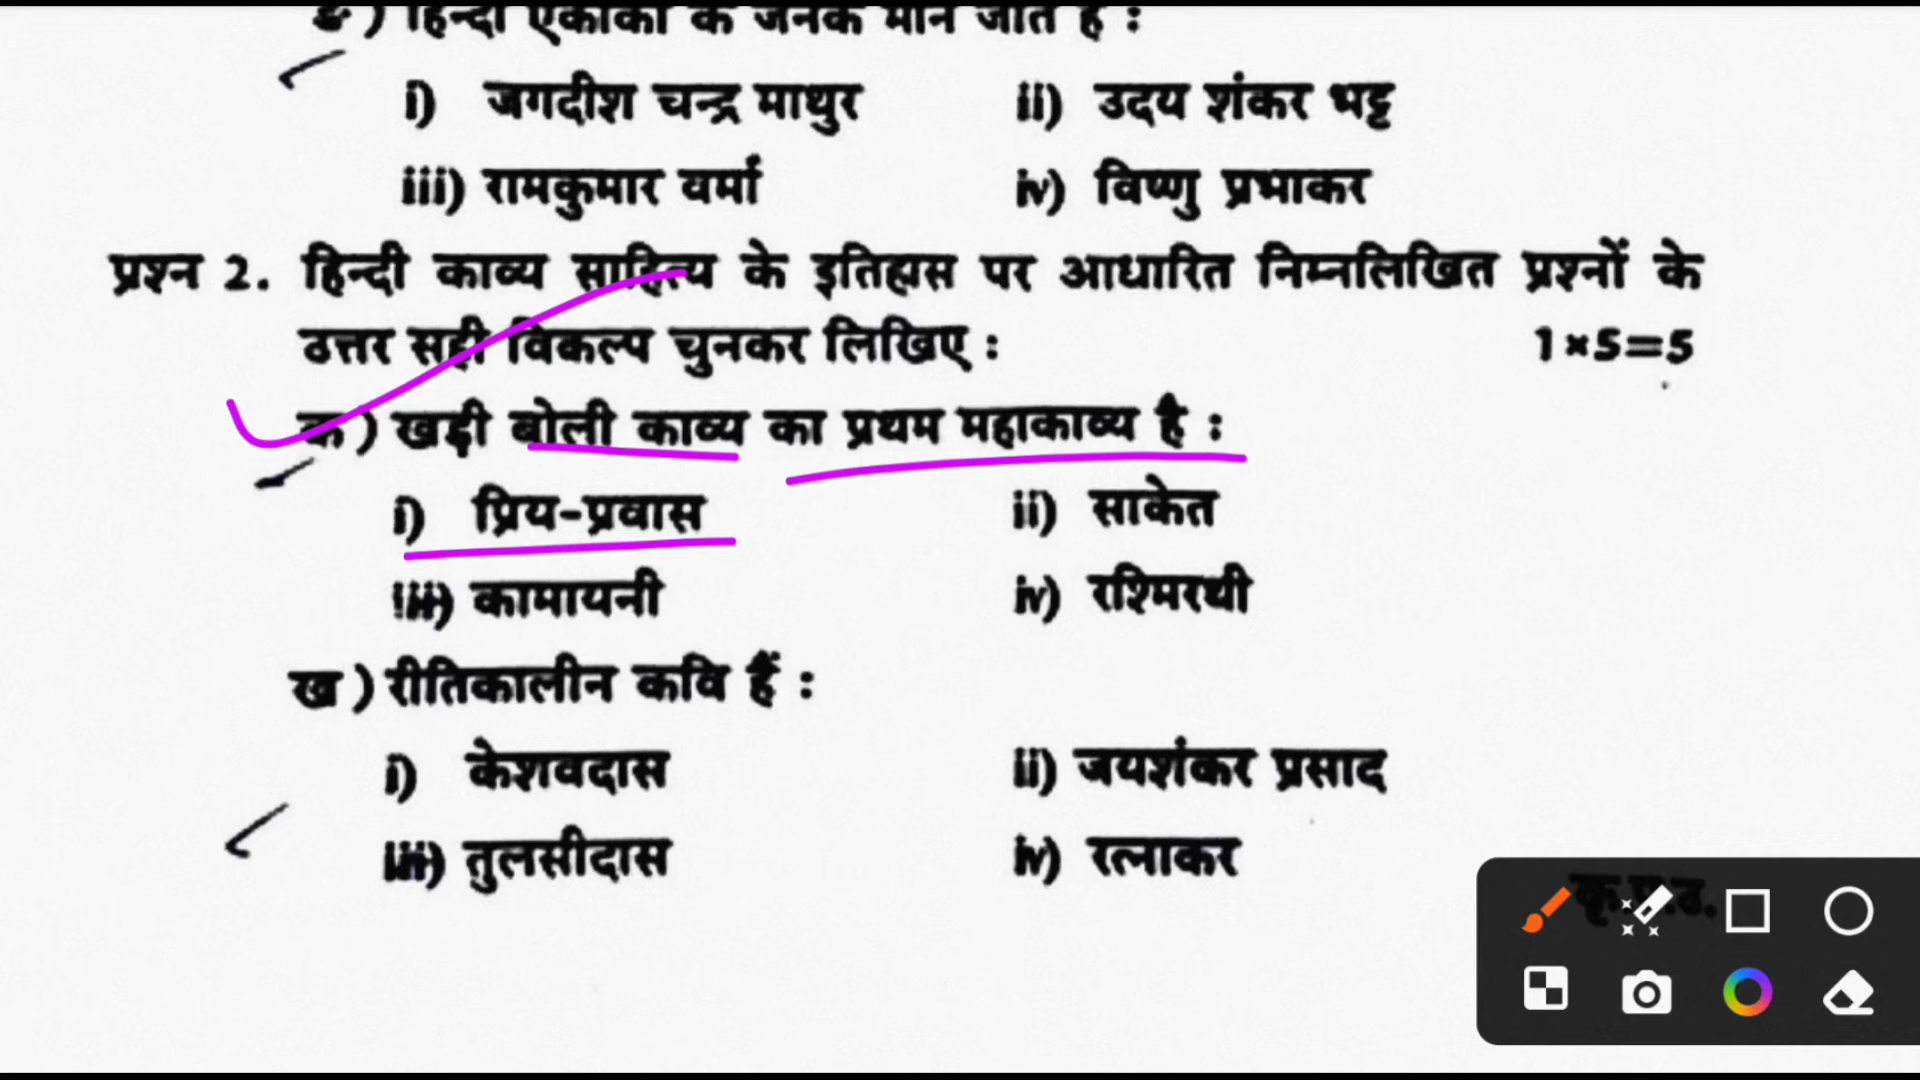 ङ ) हिन्दी एकांकी के जनक माने जाते हैं :
i) जगदीश चन्द्र माथुर ii) उदय शंकर भट्ट
iii) रामकुमार वर्मा iv) विष्णु प्रभाकर
प्रश्न 2. हिन्दी काव्य साहित्य के इतिहास पर आधारित निम्नलिखित प्रश्नों के
उत्तर सही विकल्प चुनकर लिखिए : 1×5=5
क ) खड़ी बोली काव्य का प्रथम महाकाव्य है :
i) प्रिय-प्रवास ii) साकेत
iii) कामायनी iv) रश्मिरथी
ख ) रीतिकालीन कवि हैं :
i) केशवदास ii) जयशंकर प्रसाद
iii) तुलसीदास iv) रत्नाकर